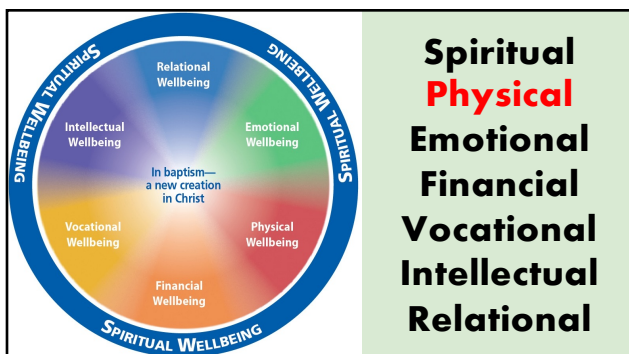 SPIRITUAL WELLBEING
SPIRITUAL WELLBEING
SPIRITUAL WELLBEING
Relational
Wellbeing
Intellectual
Wellbeing
Emotional
Wellbeing
In baptism—
a new creation
in Christ
Vocational
Wellbeing
Physical
Wellbeing
Financial
Wellbeing
Spiritual
Physical
Emotional
Financial
Vocational
Intellectual
Relational